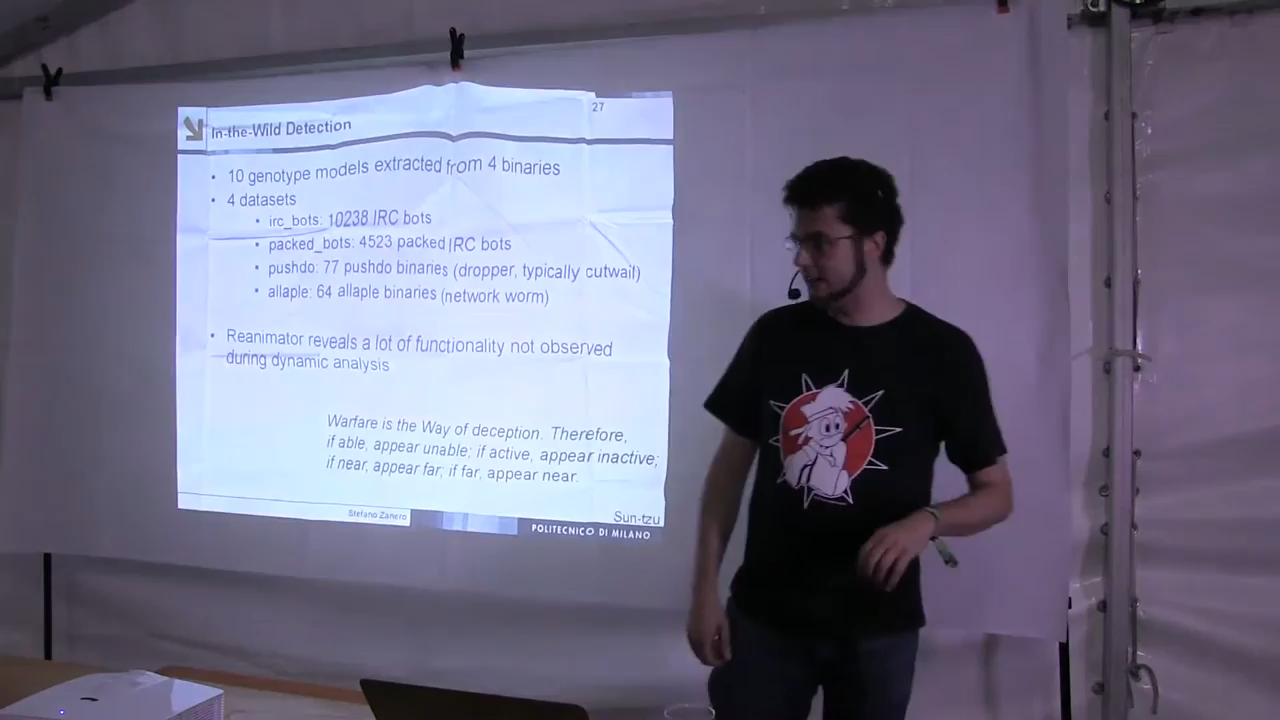 27
In-the-Wild Detection
• 10 genotype models extracted from 4 binaries
• 4 datasets
• irc_bots: 10238 IRC bots
• packed_bots: 4523 packed IRC bots
• pushdo: 77 pushdo binaries (dropper, typically cutwail)
• allaple: 64 allaple binaries (network worm)
• Reanimator reveals a lot of functionality not observed
during dynamic analysis
Warfare is the Way of deception. Therefore,
if able, appear unable; if active, appear inactive;
if near, appear far; if far, appear near.
Sun-tzu
Stefano Zanero
POLITECNICO DI MILANO